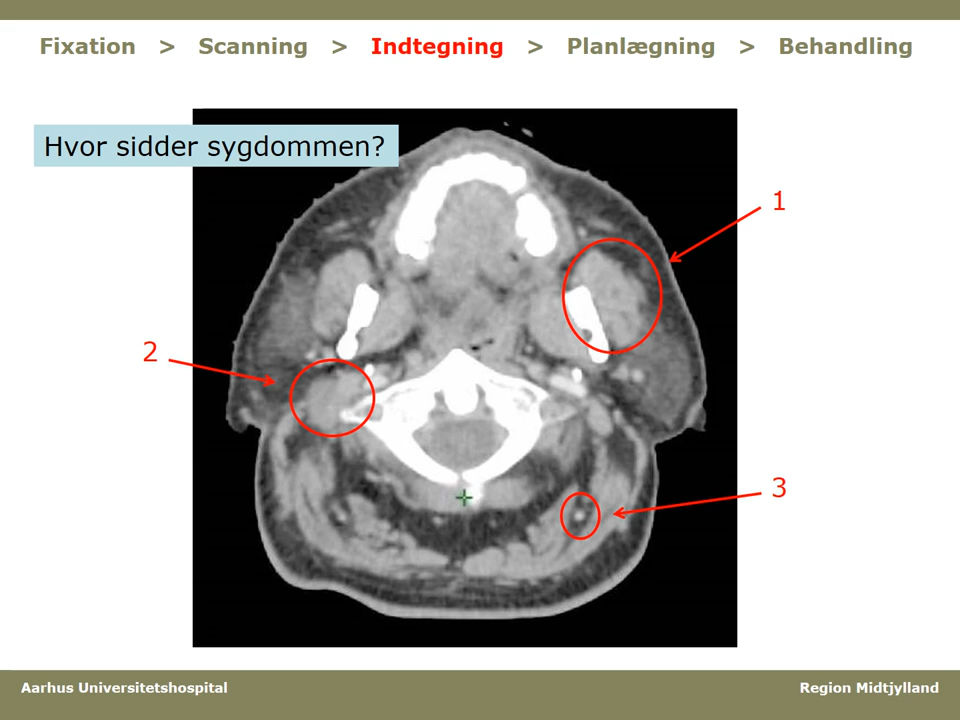 Fixation > Scanning > Indtegning > Planlægning > Behandling
Hvor sidder sygdommen?
1
2
3
Aarhus Universitetshospital
Region Midtjylland